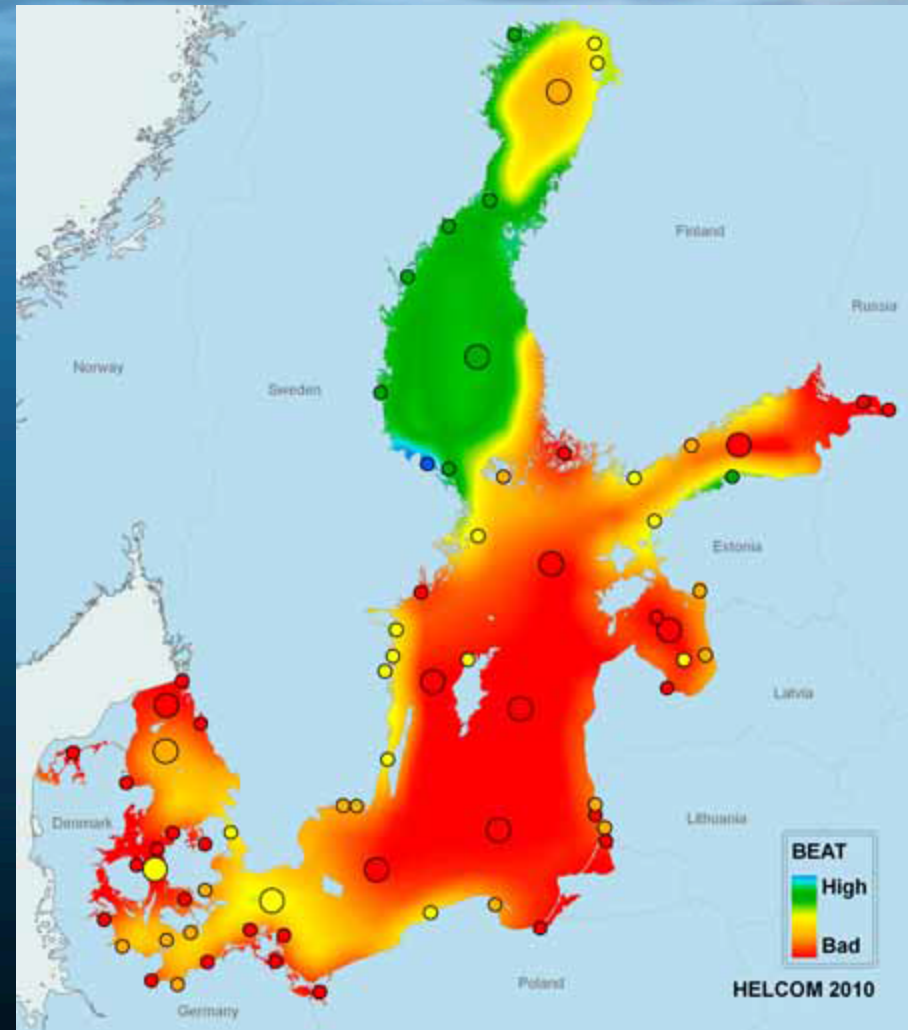 Finland
Russia
Norway
Sweden
Estonia
Latvia
Denmark
Lithuania
BEAT
High
Bad
Poland
HELCOM 2010
Germany